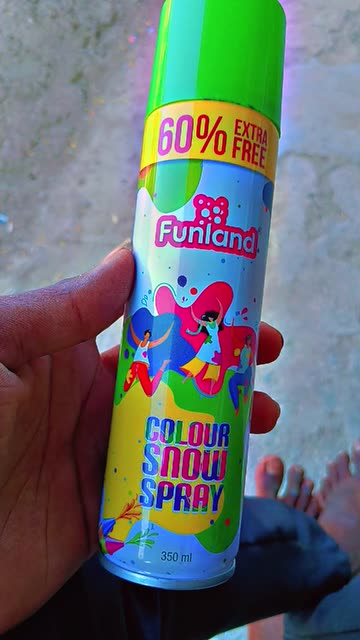 60% EXTRA
FREE
Funland
COLOUR
SNOW
SPRAY
350 ml